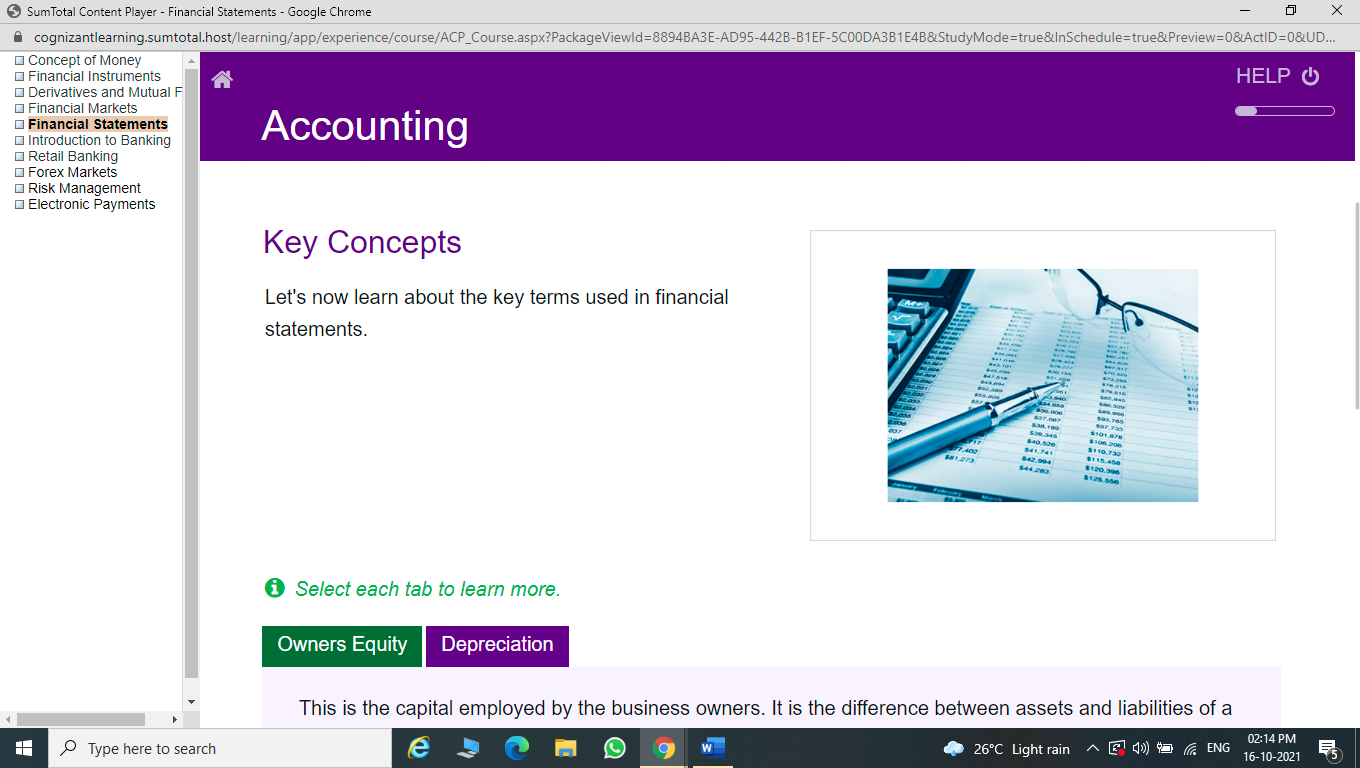 SumTotal Content Player - Financial Statements - Google Chrome
cognizantlearning.sumtotal.host/learning/app/experience/course/ACP_Course.aspx?PackageViewId=8894BA3E-AD95-442B-B1EF-5C00DA3B1E4B&StudyMode=true&InSchedule=true&Preview=0&ActID=0&UD...
Concept of Money
Financial Instruments
Derivatives and Mutual F
Financial Markets
Financial Statements
Introduction to Banking
Retail Banking
Forex Markets
Risk Management
Electronic Payments
HELP
Accounting
Key Concepts
Let's now learn about the key terms used in financial
statements.
Select each tab to learn more.
Owners Equity
Depreciation
This is the capital employed by the business owners. It is the difference between assets and liabilities of a
Type here to search
26°C Light rain
ENG
02:14 PM
16-10-2021
5